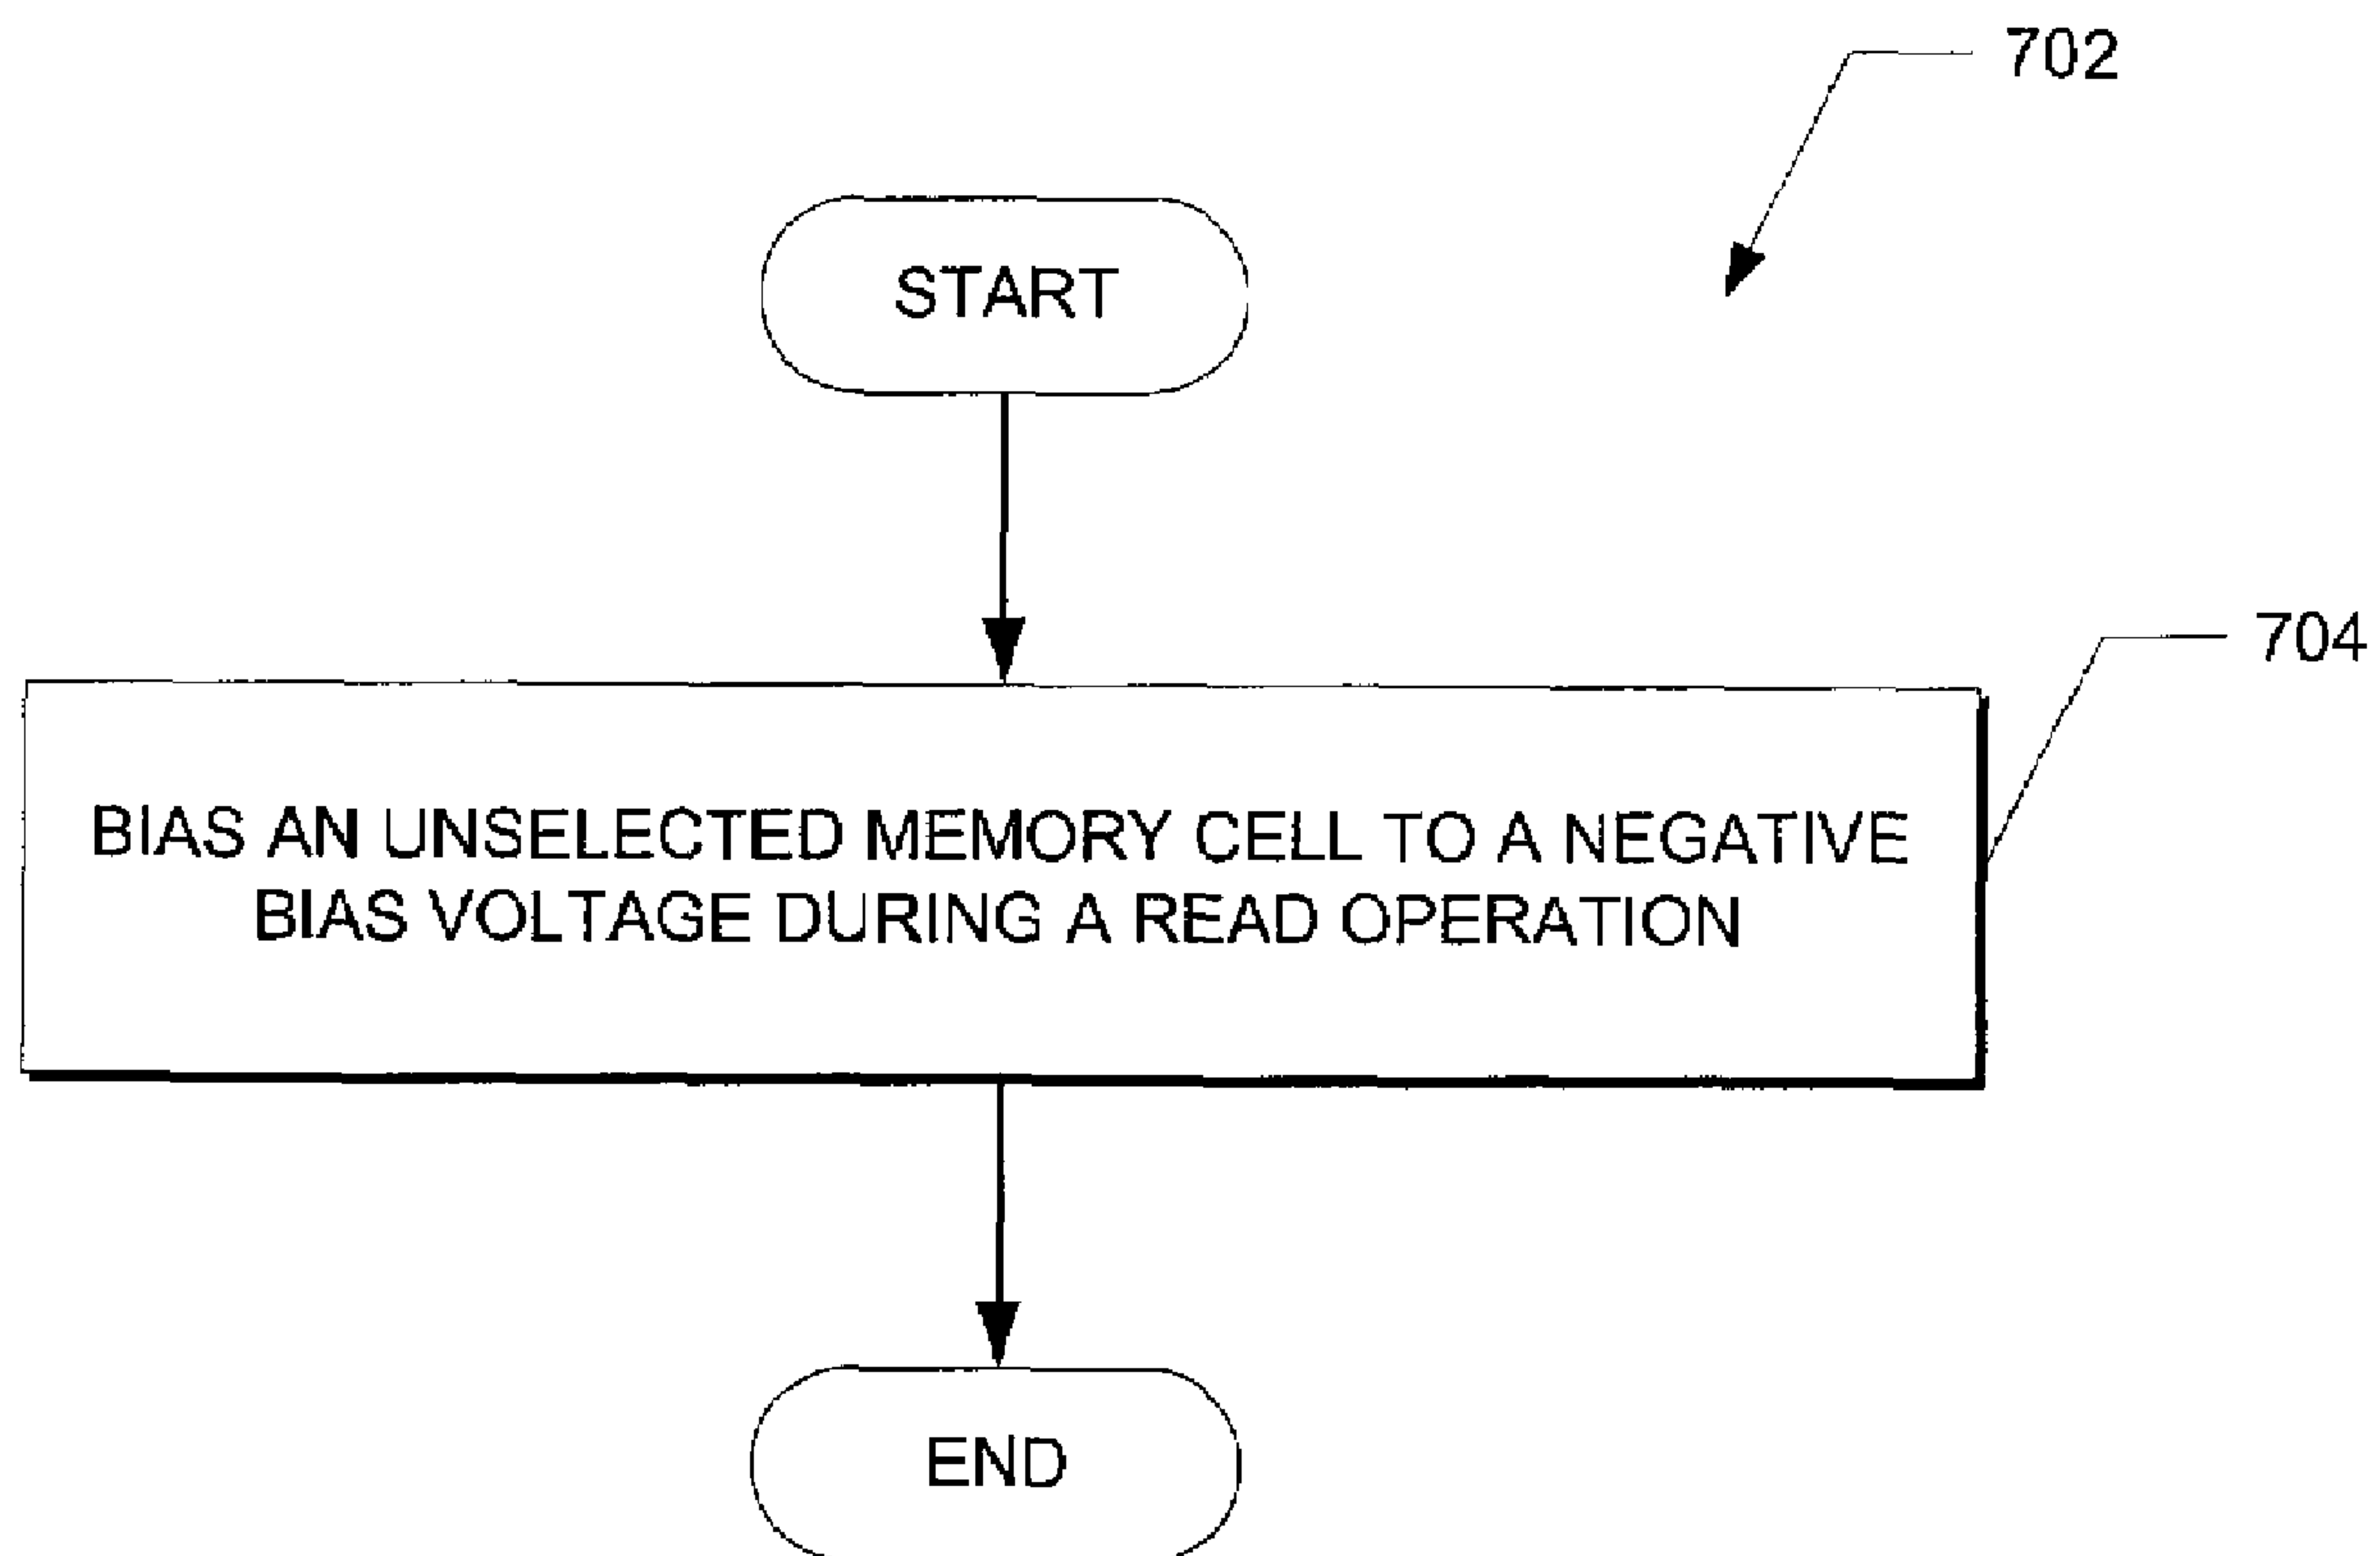 702
START
704
BIAS AN UNSELECTED MEMORY CELL TO A NEGATIVE
BIAS VOLTAGE DURING A READ OPERATION
END